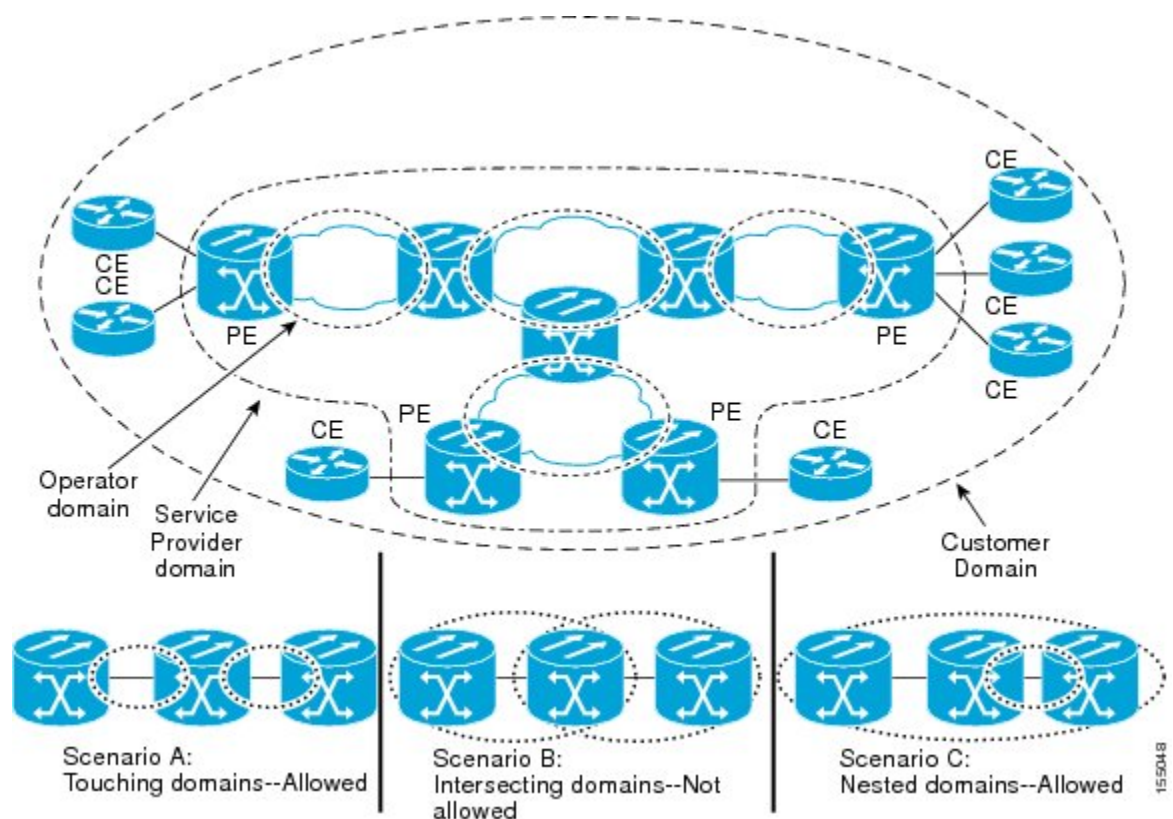 CE
CE
CE
CE
PE
PE
CE
CE
PE
PE
CE
CE
Operator
domain
Service
Provider
domain
Customer
Domain
Scenario A:
Touching domains--Allowed
Scenario B:
Intersecting domains--Not
allowed
Scenario C:
Nested domains--Allowed
155048